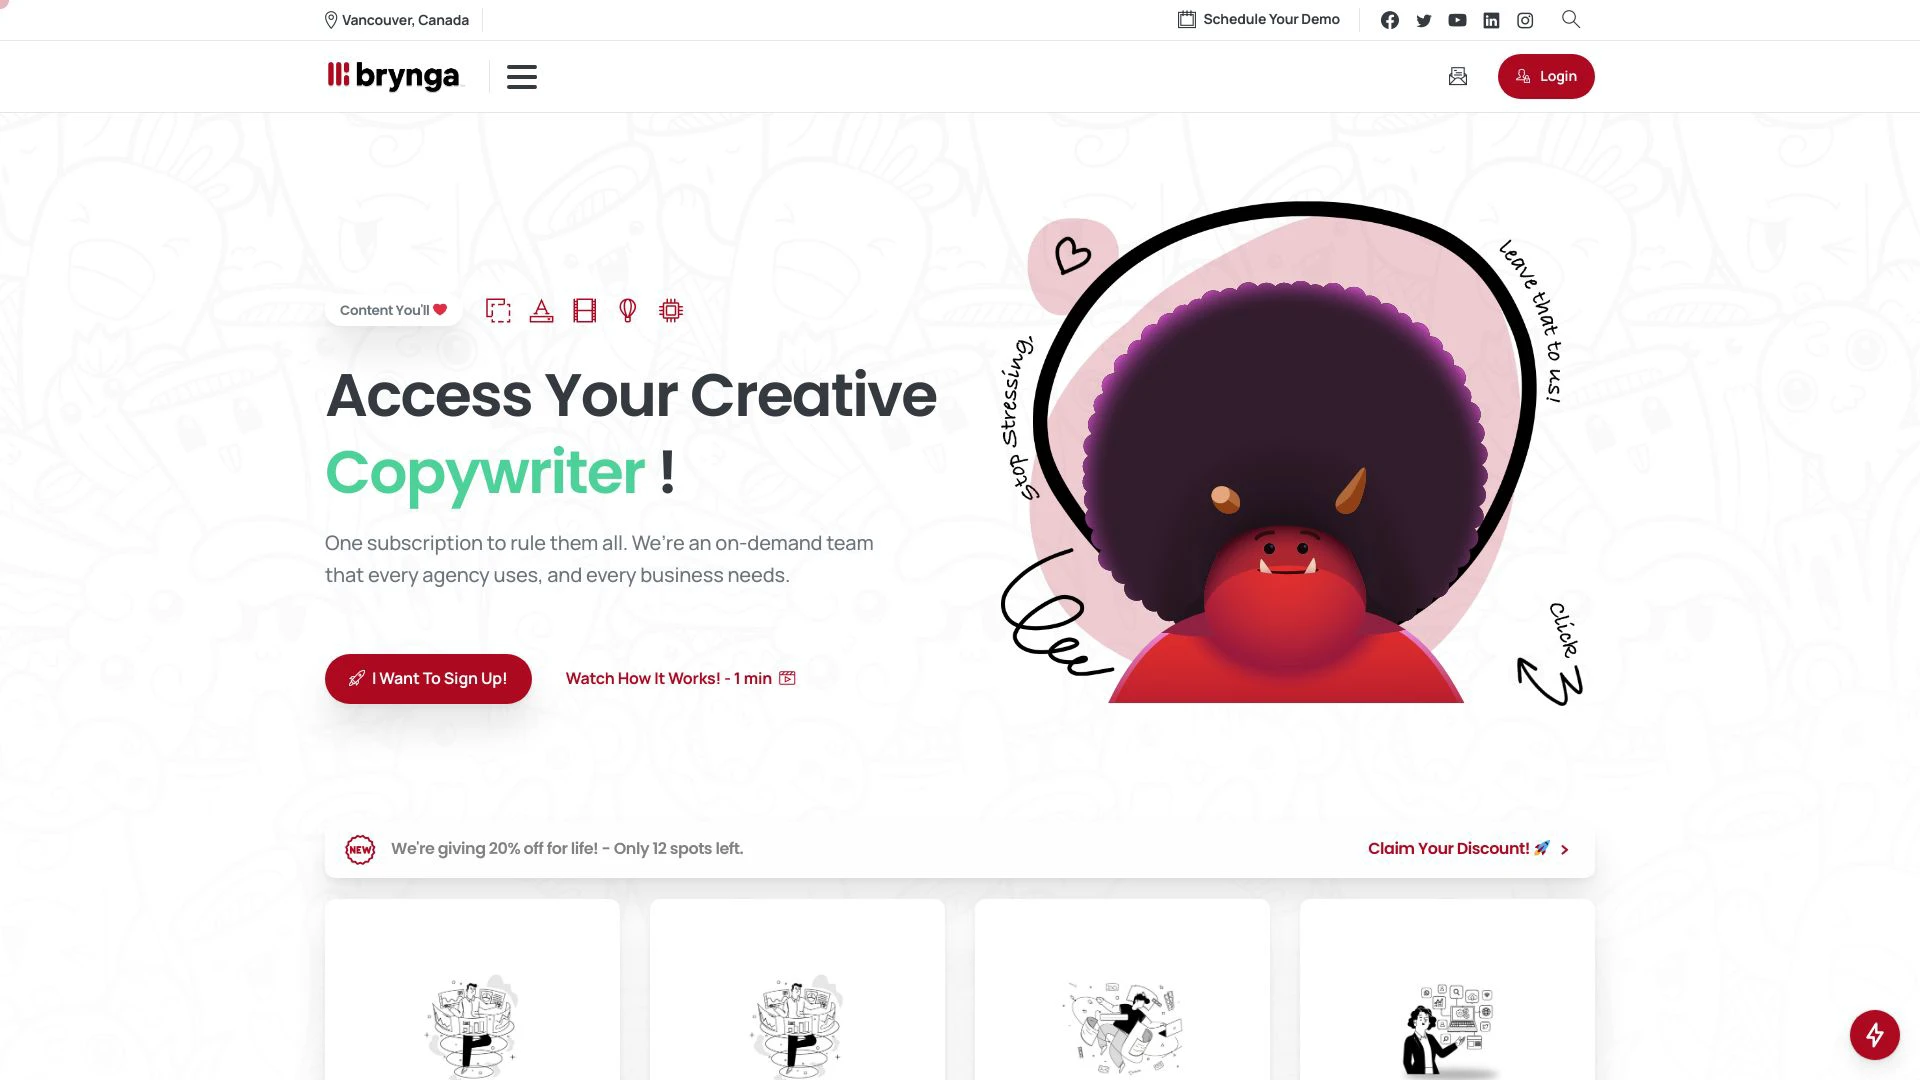 Vancouver, Canada
Schedule Your Demo
brynga
Login
Content You'll ❤️
Access Your Creative
Copywriter !
One subscription to rule them all. We're an on-demand team
that every agency uses, and every business needs.
I Want To Sign Up!
Watch How It Works! - 1 min
Stop Stressing,
leave that to us!
click
NEW
We're giving 20% off for life! - Only 12 spots left.
Claim Your Discount! 🚀